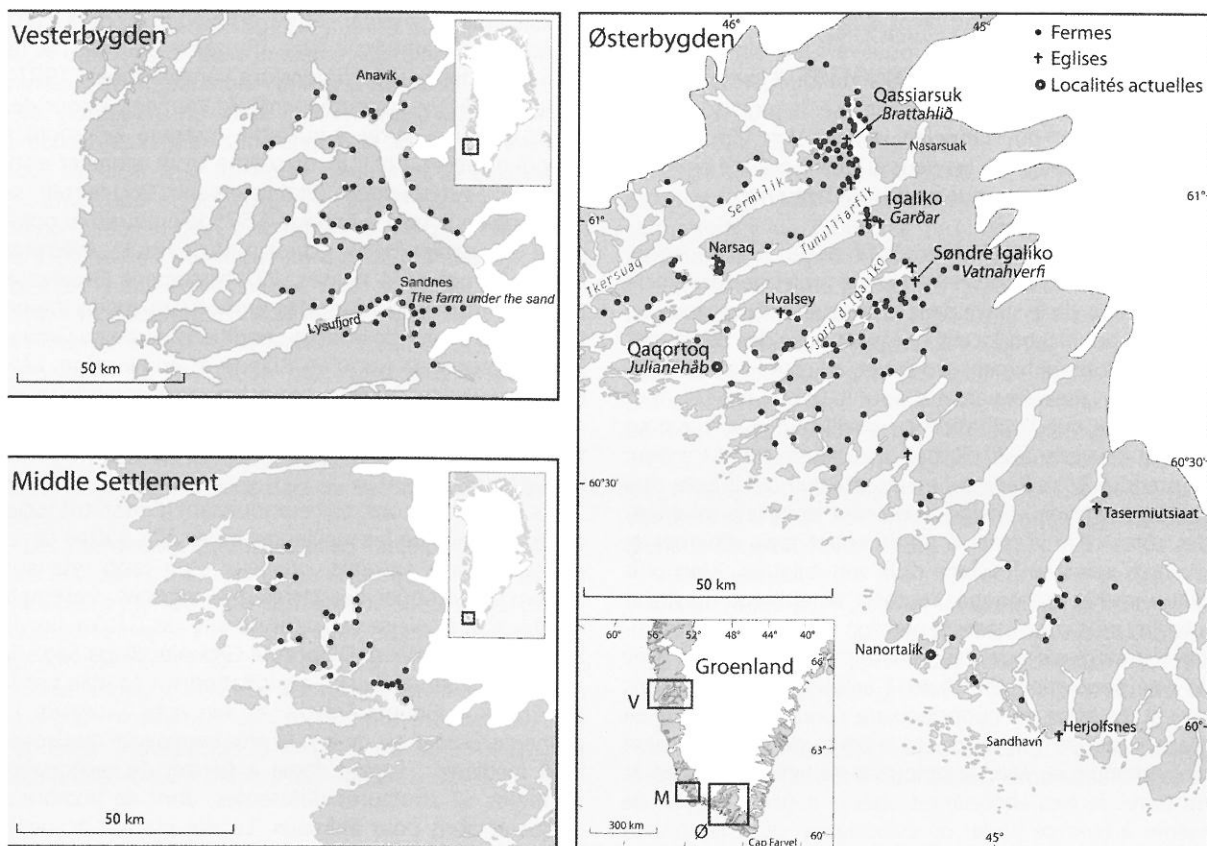 Vesterbygden
Anavik
Sandnes
The farm under the sand
Lysufjord
50 km
Middle Settlement
50 km
Østerbygden
46°
45°
Fermes
Eglises
Localités actuelles
Qassiarsuk
Brattahlið
Nasarsuak
Sermilik
Tunulliarfik
61°
61°
Igaliko
Garðar
Narsaq
Ikersuaq
Søndre Igaliko
Vatnahverfi
Hvalsey
Fjord d'Igaliko
Qaqortoq
Julianehåb
60°30'
60°30'
Tasermiutsiaat
50 km
Nanortalik
Sandhavn
Herjolfsnes
60°
45°
60° 56° 52° 48° 44° 40°
Groenland
66°
V
63°
M
300 km
Ø
60°
Cap Farvel